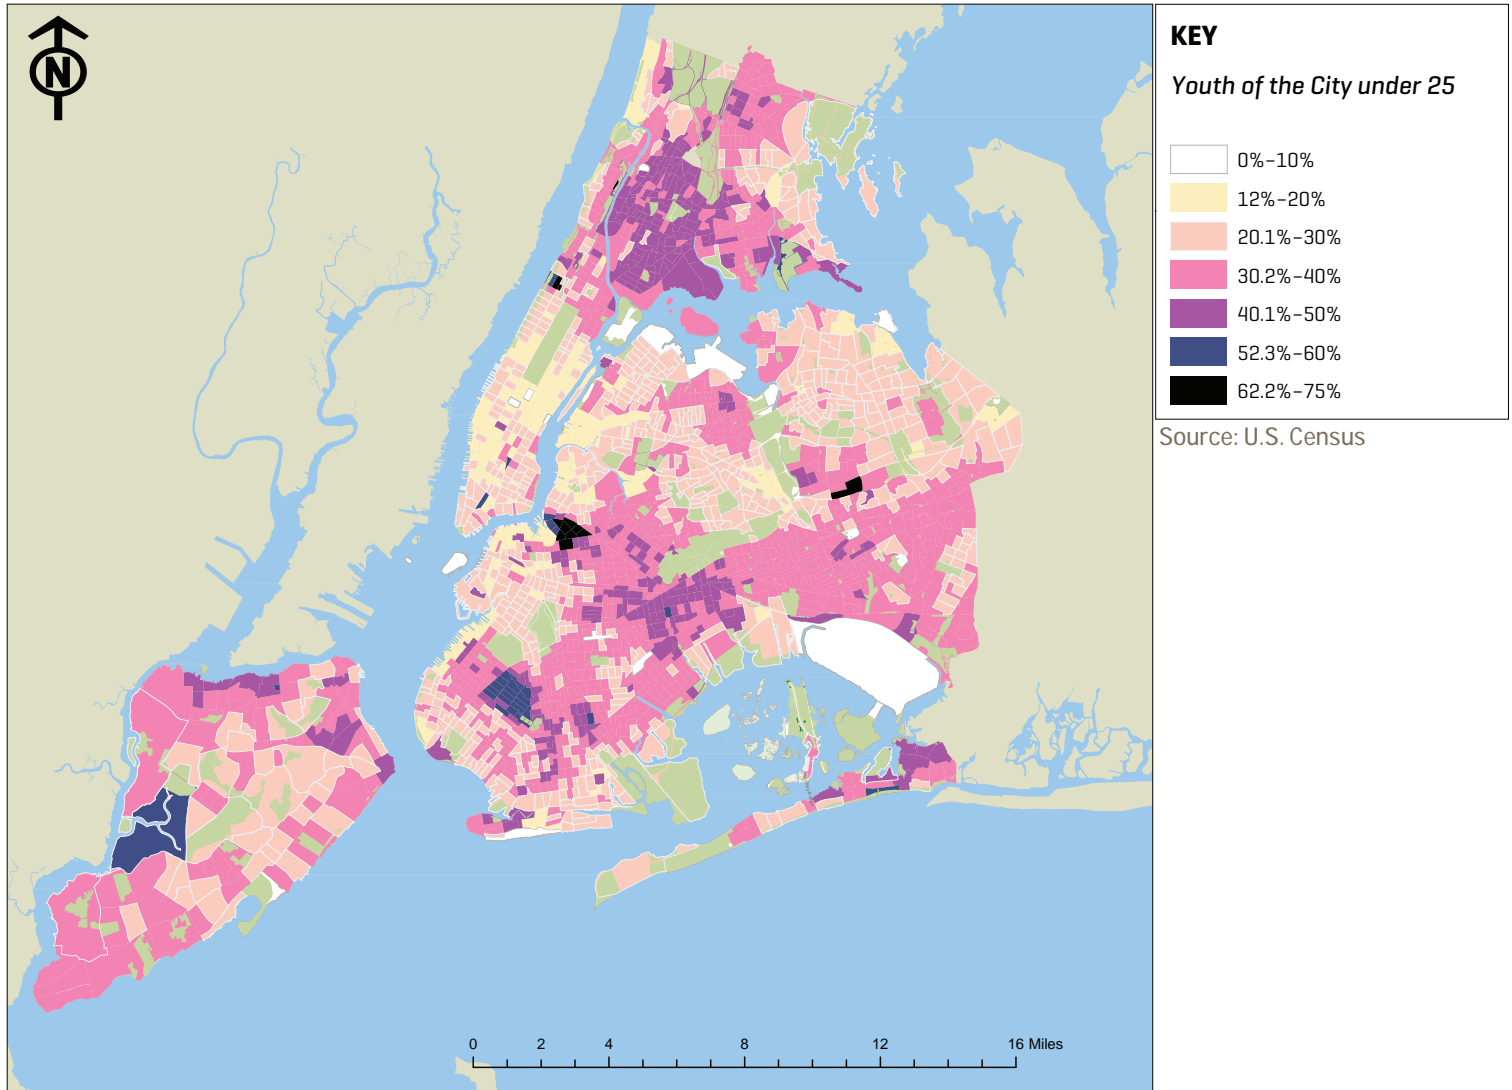 N
KEY
Youth of the City under 25
0%–10%
12%–20%
20.1%–30%
30.2%–40%
40.1%–50%
52.3%–60%
62.2%–75%
Source: U.S. Census
0 2 4 8 12 16 Miles